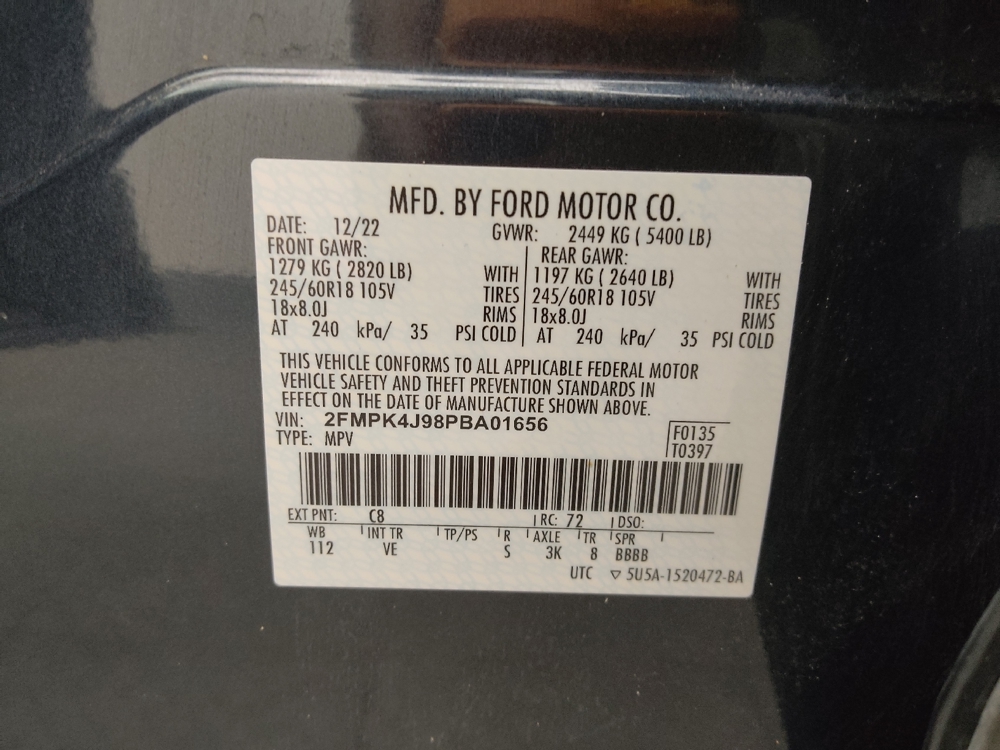 MFD. BY FORD MOTOR CO.
DATE: 12/22 GVWR: 2449 KG ( 5400 LB)
FRONT GAWR: REAR GAWR:
1279 KG ( 2820 LB) WITH 1197 KG ( 2640 LB) WITH
245/60R18 105V TIRES 245/60R18 105V TIRES
18x8.0J RIMS 18x8.0J RIMS
AT 240 kPa/ 35 PSI COLD AT 240 kPa/ 35 PSI COLD
THIS VEHICLE CONFORMS TO ALL APPLICABLE FEDERAL MOTOR
VEHICLE SAFETY AND THEFT PREVENTION STANDARDS IN
EFFECT ON THE DATE OF MANUFACTURE SHOWN ABOVE.
VIN: 2FMPK4J98PBA01656
TYPE: MPV F0135
T0397
EXT PNT: C8 RC: 72 DSO:
WB INT TR TP/PS R AXLE TR SPR
112 VE S 3K 8 BBBB
UTC ▽ 5U5A-1520472-BA